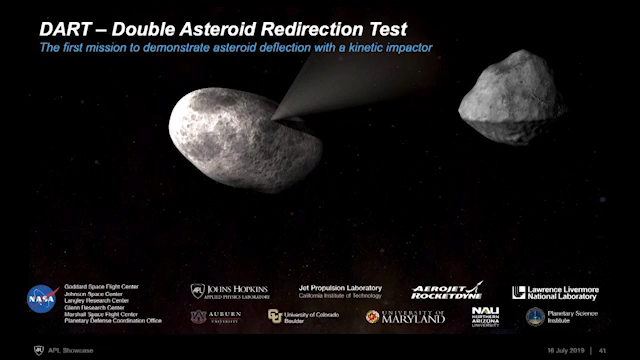 DART – Double Asteroid Redirection Test
The first mission to demonstrate asteroid deflection with a kinetic impactor
NASA
Goddard Space Flight Center
Johnson Space Center
Langley Research Center
Glenn Research Center
Marshall Space Flight Center
Planetary Defense Coordination Office
APL
JOHNS HOPKINS
APPLIED PHYSICS LABORATORY
Jet Propulsion Laboratory
California Institute of Technology
AEROJET
ROCKETDYNE
Lawrence Livermore
National Laboratory
AUBURN
UNIVERSITY
CU
University of Colorado
Boulder
UNIVERSITY OF
MARYLAND
NAU
NORTHERN
ARIZONA
UNIVERSITY
Planetary Science
Institute
APL Showcase
16 July 2019
41